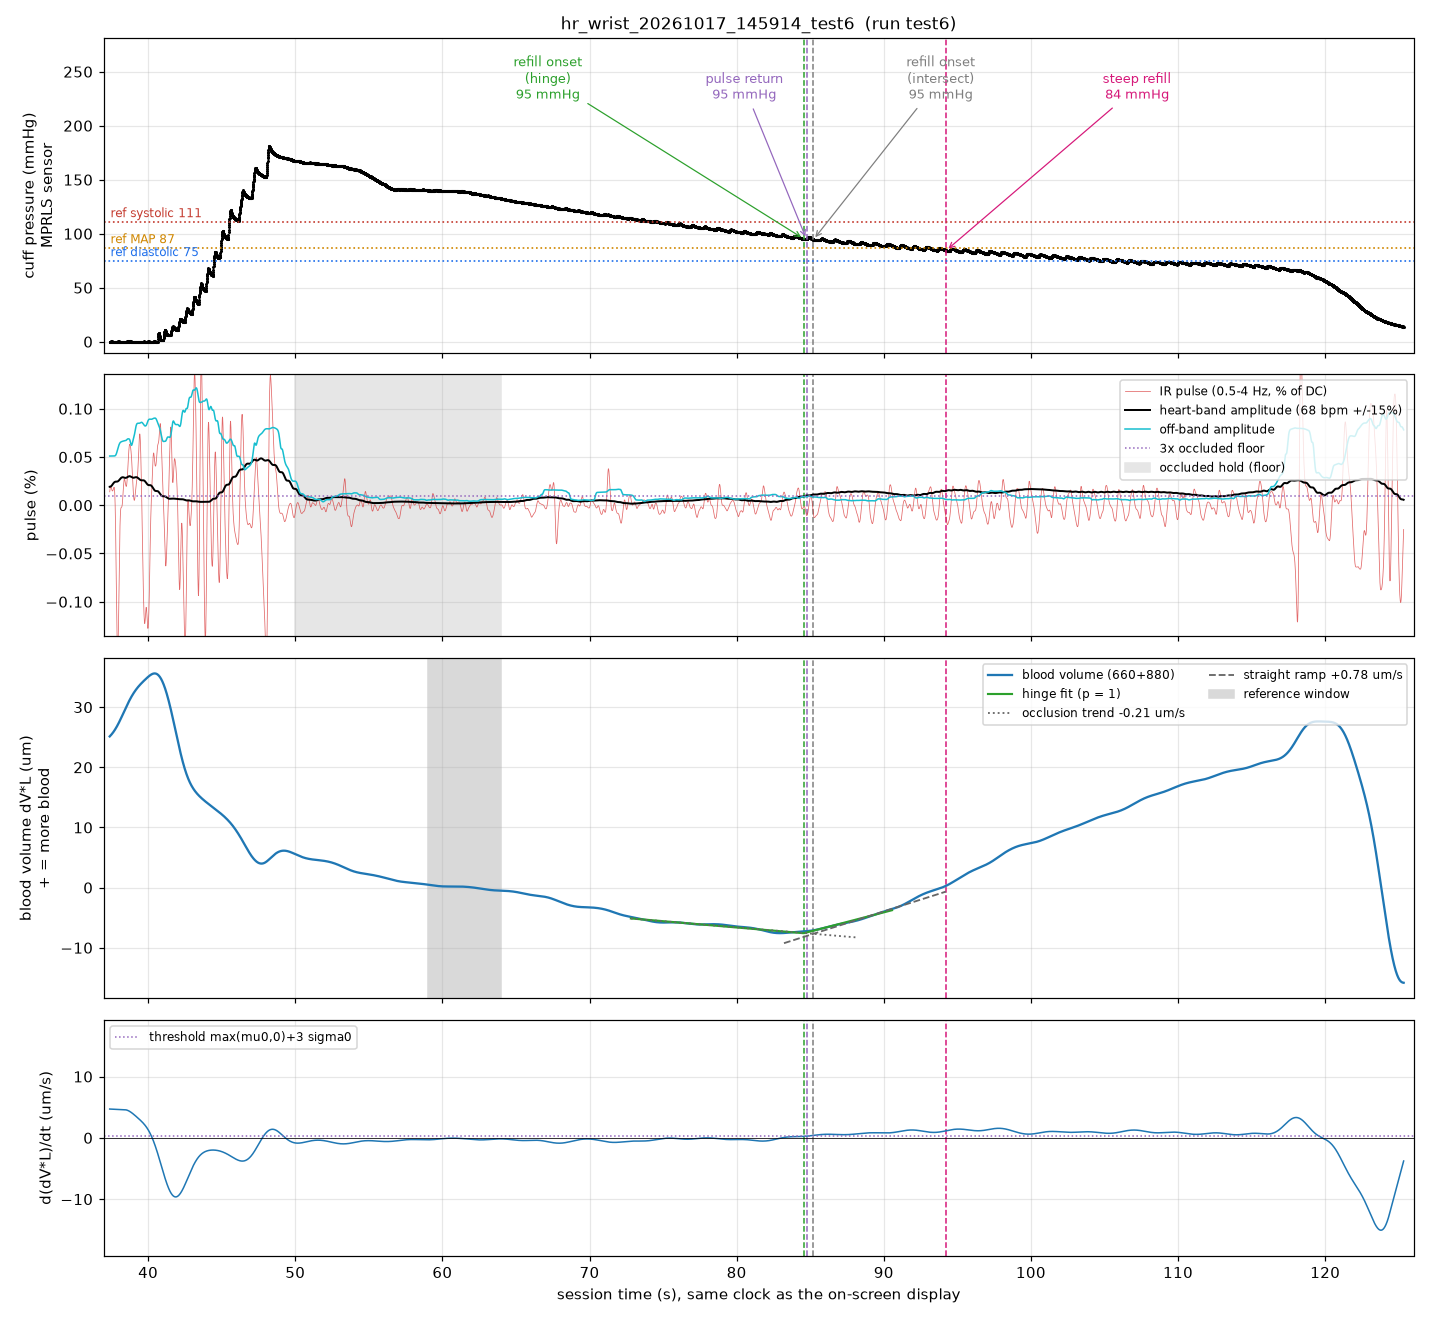 hr_wrist_20261017_145914_test6  (run test6)
cuff pressure (mmHg)
MPRLS sensor
250
200
150
100
50
0
refill onset
(hinge)
95 mmHg
pulse return
95 mmHg
refill onset
(intersect)
95 mmHg
steep refill
84 mmHg
ref systolic 111
ref MAP 87
ref diastolic 75
pulse (%)
0.10
0.05
0.00
−0.05
−0.10
IR pulse (0.5-4 Hz, % of DC)
heart-band amplitude (68 bpm +/-15%)
off-band amplitude
3x occluded floor
occluded hold (floor)
blood volume dV*L (um)
+ = more blood
30
20
10
0
−10
blood volume (660+880)
hinge fit (p = 1)
occlusion trend -0.21 um/s
straight ramp +0.78 um/s
reference window
d(dV*L)/dt (um/s)
10
0
−10
threshold max(mu0,0)+3 sigma0
40
50
60
70
80
90
100
110
120
session time (s), same clock as the on-screen display